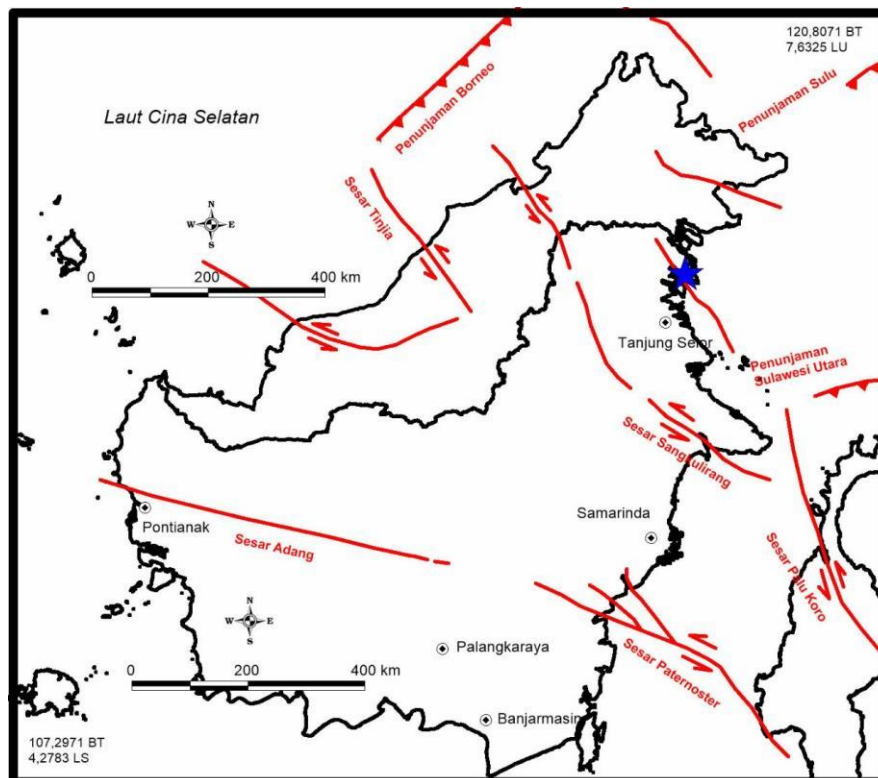 120,8071 BT
7,6325 LU
Penunjaman Borneo
Penunjaman Sulu
Laut Cina Selatan
Sesar Tinjia
N
W E
S
0 200 400 km
Tanjung Selor
Penunjaman
Sulawesi Utara
Sesar Sangkulirang
Pontianak
Samarinda
Sesar Adang
Sesar Palu Koro
N
W E
S
Palangkaraya
Sesar Paternoster
0 200 400 km
Banjarmasin
107,2971 BT
4,2783 LS